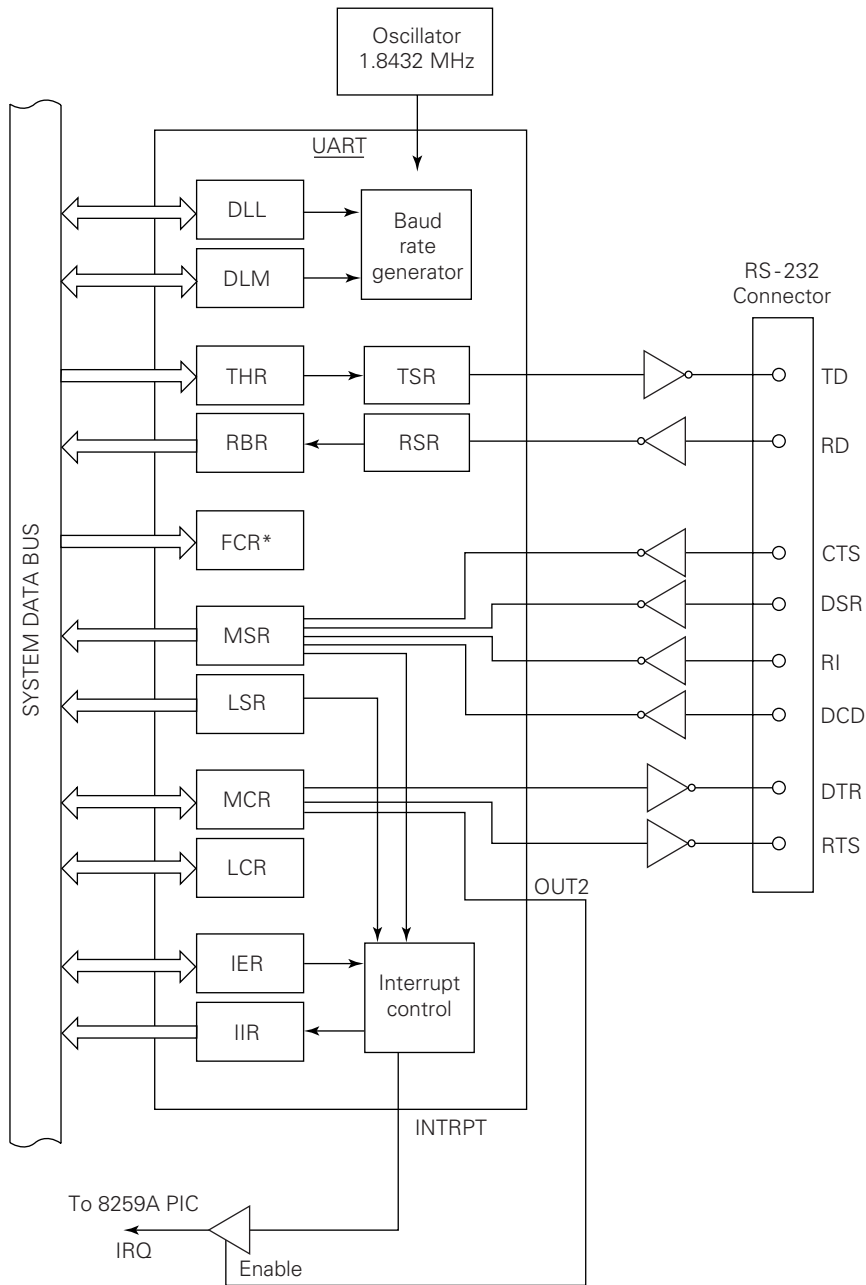 Oscillator
1.8432 MHz
UART
DLL
Baud
rate
generator
DLM
RS-232
Connector
THR
TSR
TD
RBR
RSR
RD
SYSTEM DATA BUS
FCR*
CTS
DSR
MSR
RI
LSR
DCD
MCR
DTR
RTS
LCR
OUT2
IER
Interrupt
control
IIR
INTRPT
To 8259A PIC
IRQ
Enable